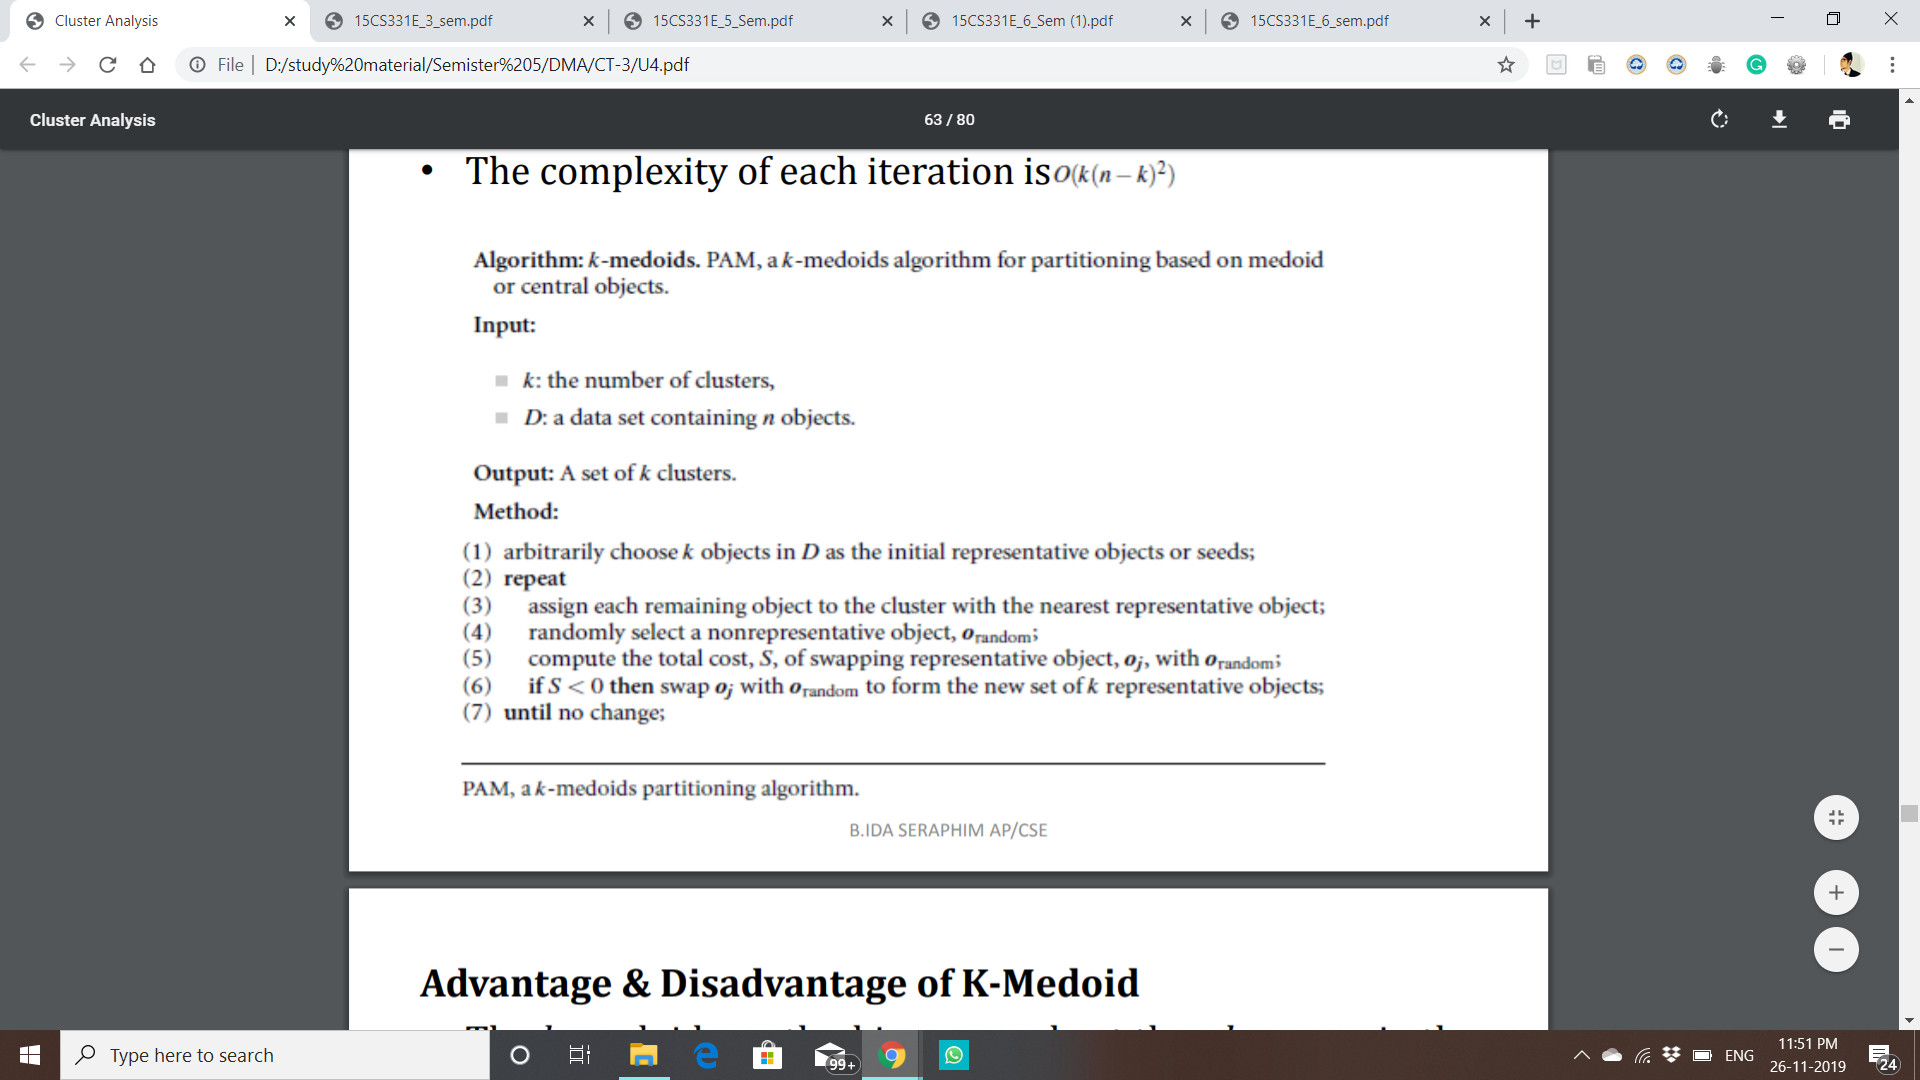 Cluster Analysis
15CS331E_3_sem.pdf
15CS331E_5_Sem.pdf
15CS331E_6_Sem (1).pdf
15CS331E_6_sem.pdf
File | D:/study%20material/Semister%205/DMA/CT-3/U4.pdf
Cluster Analysis
63 / 80
• The complexity of each iteration is O(k(n – k)²)
Algorithm: k-medoids. PAM, a k-medoids algorithm for partitioning based on medoid
or central objects.
Input:
k: the number of clusters,
D: a data set containing n objects.
Output: A set of k clusters.
Method:
(1) arbitrarily choose k objects in D as the initial representative objects or seeds;
(2) repeat
(3) assign each remaining object to the cluster with the nearest representative object;
(4) randomly select a nonrepresentative object, o_random;
(5) compute the total cost, S, of swapping representative object, o_j, with o_random;
(6) if S < 0 then swap o_j with o_random to form the new set of k representative objects;
(7) until no change;
PAM, a k-medoids partitioning algorithm.
B.IDA SERAPHIM AP/CSE
Advantage & Disadvantage of K-Medoid
Type here to search
99+
ENG
11:51 PM
26-11-2019
24